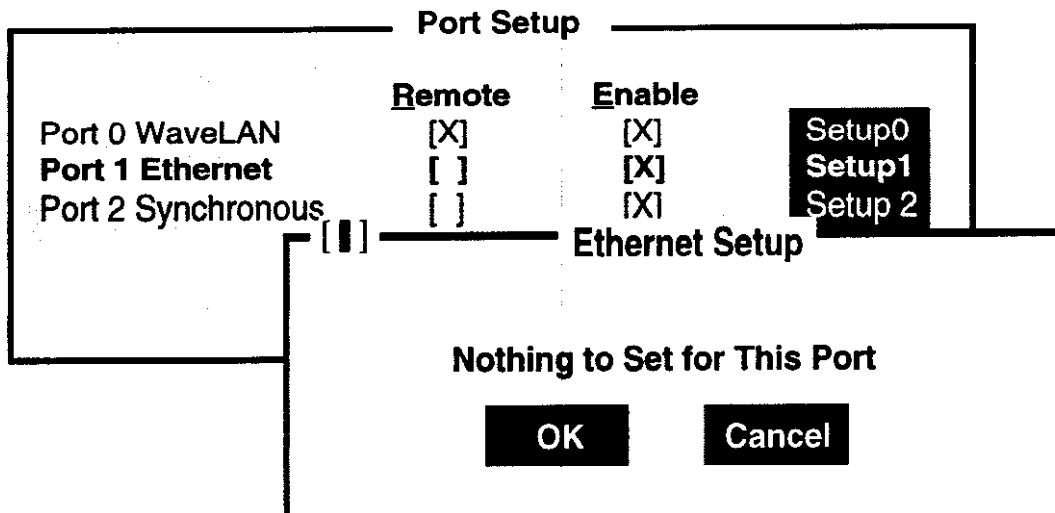 Port Setup
Remote Enable
Port 0 WaveLAN [X] [X] Setup0
Port 1 Ethernet [ ] [X] Setup1
Port 2 Synchronous [ ] [X] Setup 2
[▮] Ethernet Setup
Nothing to Set for This Port
OK Cancel